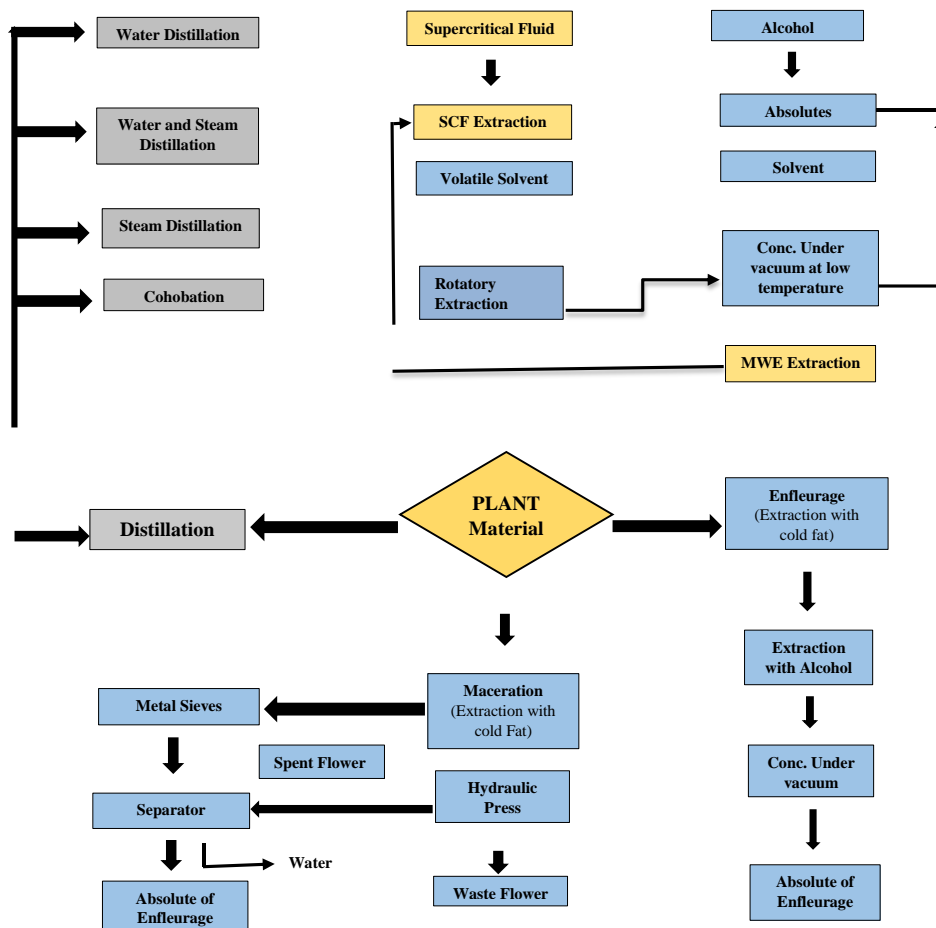 Water Distillation
Supercritical Fluid
Alcohol
Water and Steam
Distillation
SCF Extraction
Absolutes
Volatile Solvent
Solvent
Steam Distillation
Cohobation
Rotatory
Extraction
Conc. Under
vacuum at low
temperature
MWE Extraction
Distillation
PLANT
Material
Enfleurage
(Extraction with
cold fat)
Extraction
with Alcohol
Metal Sieves
Maceration
(Extraction with
cold Fat)
Spent Flower
Conc. Under
vacuum
Separator
Hydraulic
Press
Water
Absolute of
Enfleurage
Waste Flower
Absolute of
Enfleurage